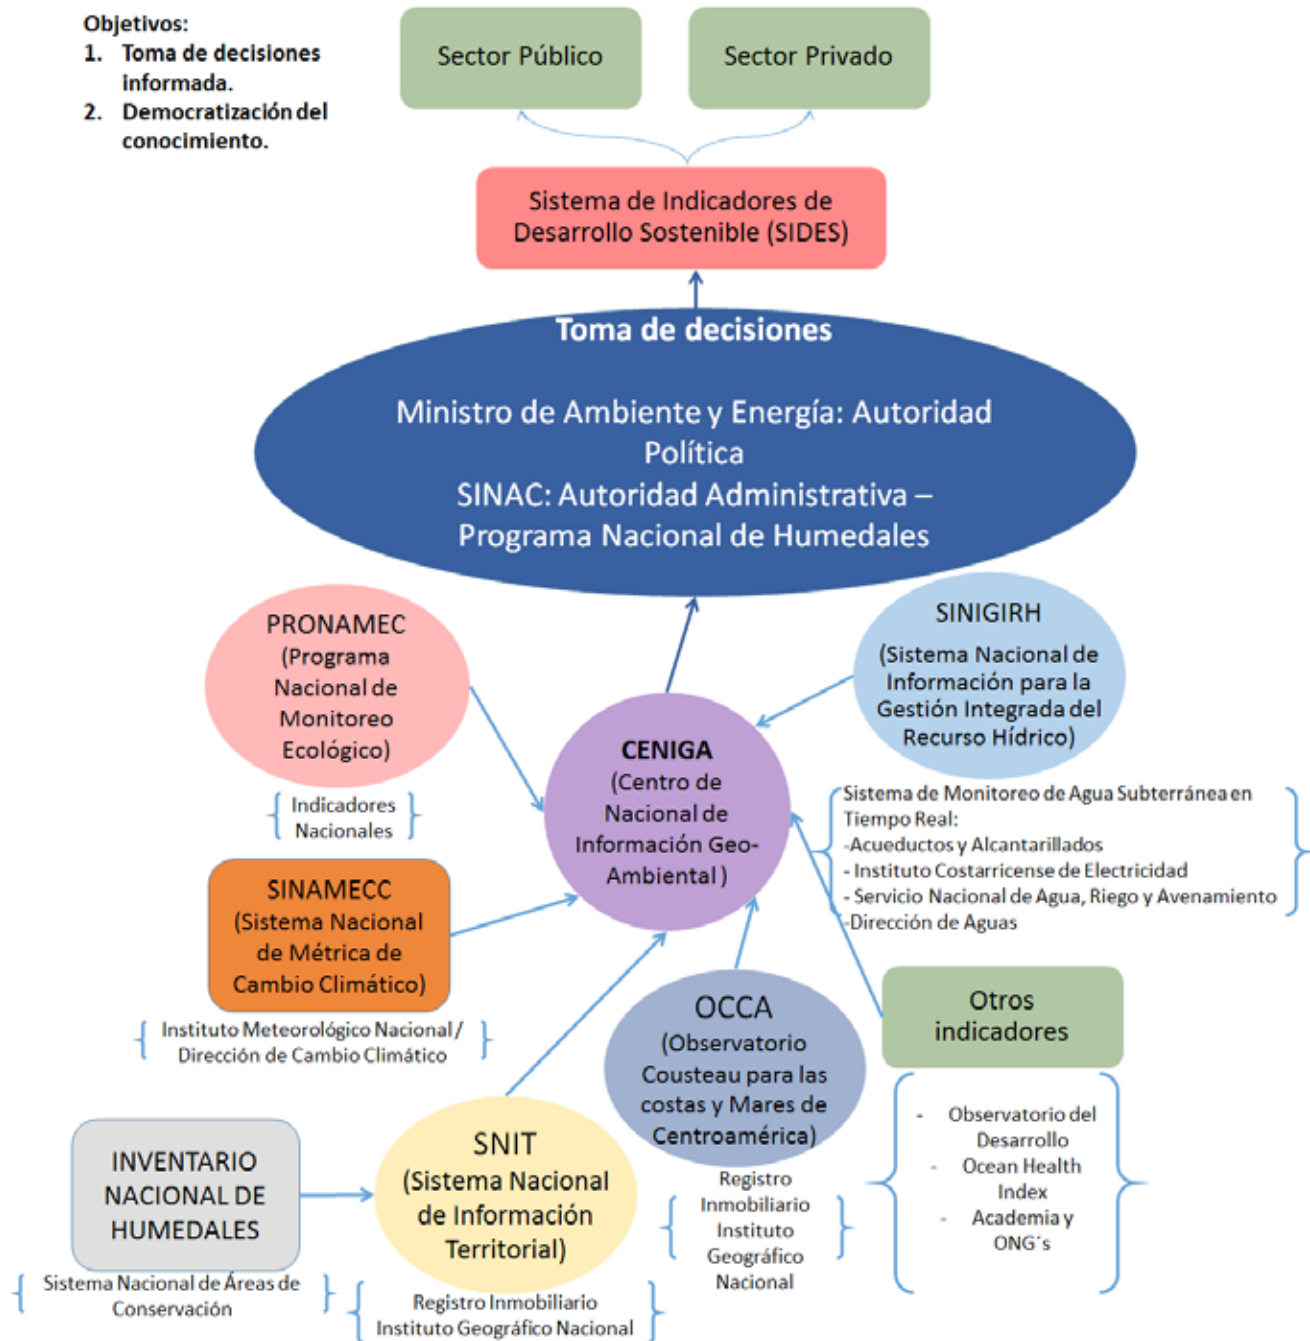 Objetivos:
1. Toma de decisiones
informada.
2. Democratización del
conocimiento.
Sector Público
Sector Privado
Sistema de Indicadores de
Desarrollo Sostenible (SIDES)
Toma de decisiones
Ministro de Ambiente y Energía: Autoridad
Política
SINAC: Autoridad Administrativa –
Programa Nacional de Humedales
PRONAMEC
(Programa
Nacional de
Monitoreo
Ecológico)
Indicadores
Nacionales
SINIGIRH
(Sistema Nacional de
Información para la
Gestión Integrada del
Recurso Hídrico)
Sistema de Monitoreo de Agua Subterránea en
Tiempo Real:
-Acueductos y Alcantarillados
- Instituto Costarricense de Electricidad
- Servicio Nacional de Agua, Riego y Avenamiento
-Dirección de Aguas
CENIGA
(Centro de
Nacional de
Información Geo-
Ambiental )
SINAMECC
(Sistema Nacional
de Métrica de
Cambio Climático)
Instituto Meteorológico Nacional/
Dirección de Cambio Climático
OCCA
(Observatorio
Cousteau para las
costas y Mares de
Centroamérica)
Registro
Inmobiliario
Instituto
Geográfico
Nacional
Otros
indicadores
- Observatorio del
Desarrollo
- Ocean Health
Index
- Academia y
ONG´s
INVENTARIO
NACIONAL DE
HUMEDALES
Sistema Nacional de Áreas de
Conservación
SNIT
(Sistema Nacional
de Información
Territorial)
Registro Inmobiliario
Instituto Geográfico Nacional